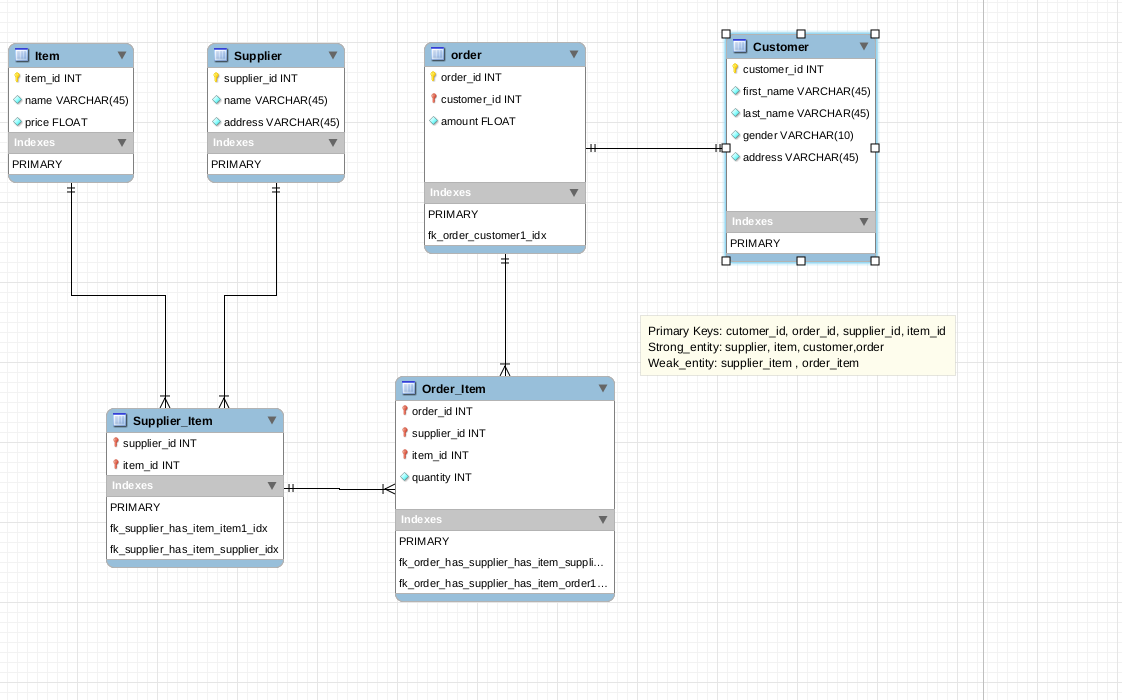 Item
item_id INT
name VARCHAR(45)
price FLOAT
Indexes
PRIMARY
Supplier
supplier_id INT
name VARCHAR(45)
address VARCHAR(45)
Indexes
PRIMARY
order
order_id INT
customer_id INT
amount FLOAT
Indexes
PRIMARY
fk_order_customer1_idx
Customer
customer_id INT
first_name VARCHAR(45)
last_name VARCHAR(45)
gender VARCHAR(10)
address VARCHAR(45)
Indexes
PRIMARY
Primary Keys: cutomer_id, order_id, supplier_id, item_id
Strong_entity: supplier, item, customer,order
Weak_entity: supplier_item , order_item
Supplier_Item
supplier_id INT
item_id INT
Indexes
PRIMARY
fk_supplier_has_item_item1_idx
fk_supplier_has_item_supplier_idx
Order_Item
order_id INT
supplier_id INT
item_id INT
quantity INT
Indexes
PRIMARY
fk_order_has_supplier_has_item_suppli...
fk_order_has_supplier_has_item_order1...